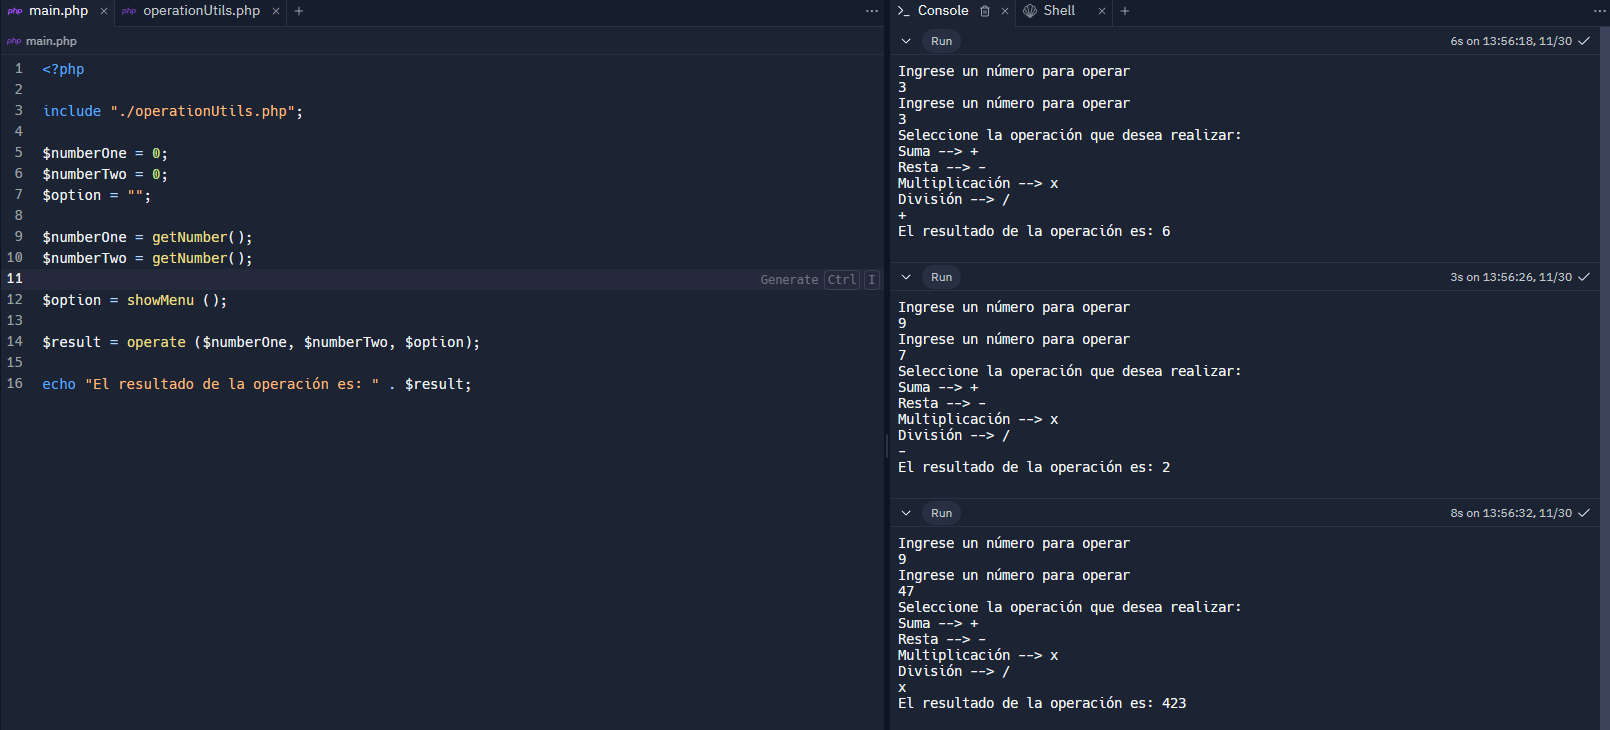 php main.php × php operationUtils.php × + ···
php main.php
1 <?php
2
3 include "./operationUtils.php";
4
5 $numberOne = 0;
6 $numberTwo = 0;
7 $option = "";
8
9 $numberOne = getNumber();
10 $numberTwo = getNumber();
11 Generate Ctrl I
12 $option = showMenu ();
13
14 $result = operate ($numberOne, $numberTwo, $option);
15
16 echo "El resultado de la operación es: " . $result;
>_ Console × Shell × + ···
Run 6s on 13:56:18, 11/30 ✓
Ingrese un número para operar
3
Ingrese un número para operar
3
Seleccione la operación que desea realizar:
Suma --> +
Resta --> -
Multiplicación --> x
División --> /
+
El resultado de la operación es: 6
Run 3s on 13:56:26, 11/30 ✓
Ingrese un número para operar
9
Ingrese un número para operar
7
Seleccione la operación que desea realizar:
Suma --> +
Resta --> -
Multiplicación --> x
División --> /
-
El resultado de la operación es: 2
Run 8s on 13:56:32, 11/30 ✓
Ingrese un número para operar
9
Ingrese un número para operar
47
Seleccione la operación que desea realizar:
Suma --> +
Resta --> -
Multiplicación --> x
División --> /
x
El resultado de la operación es: 423